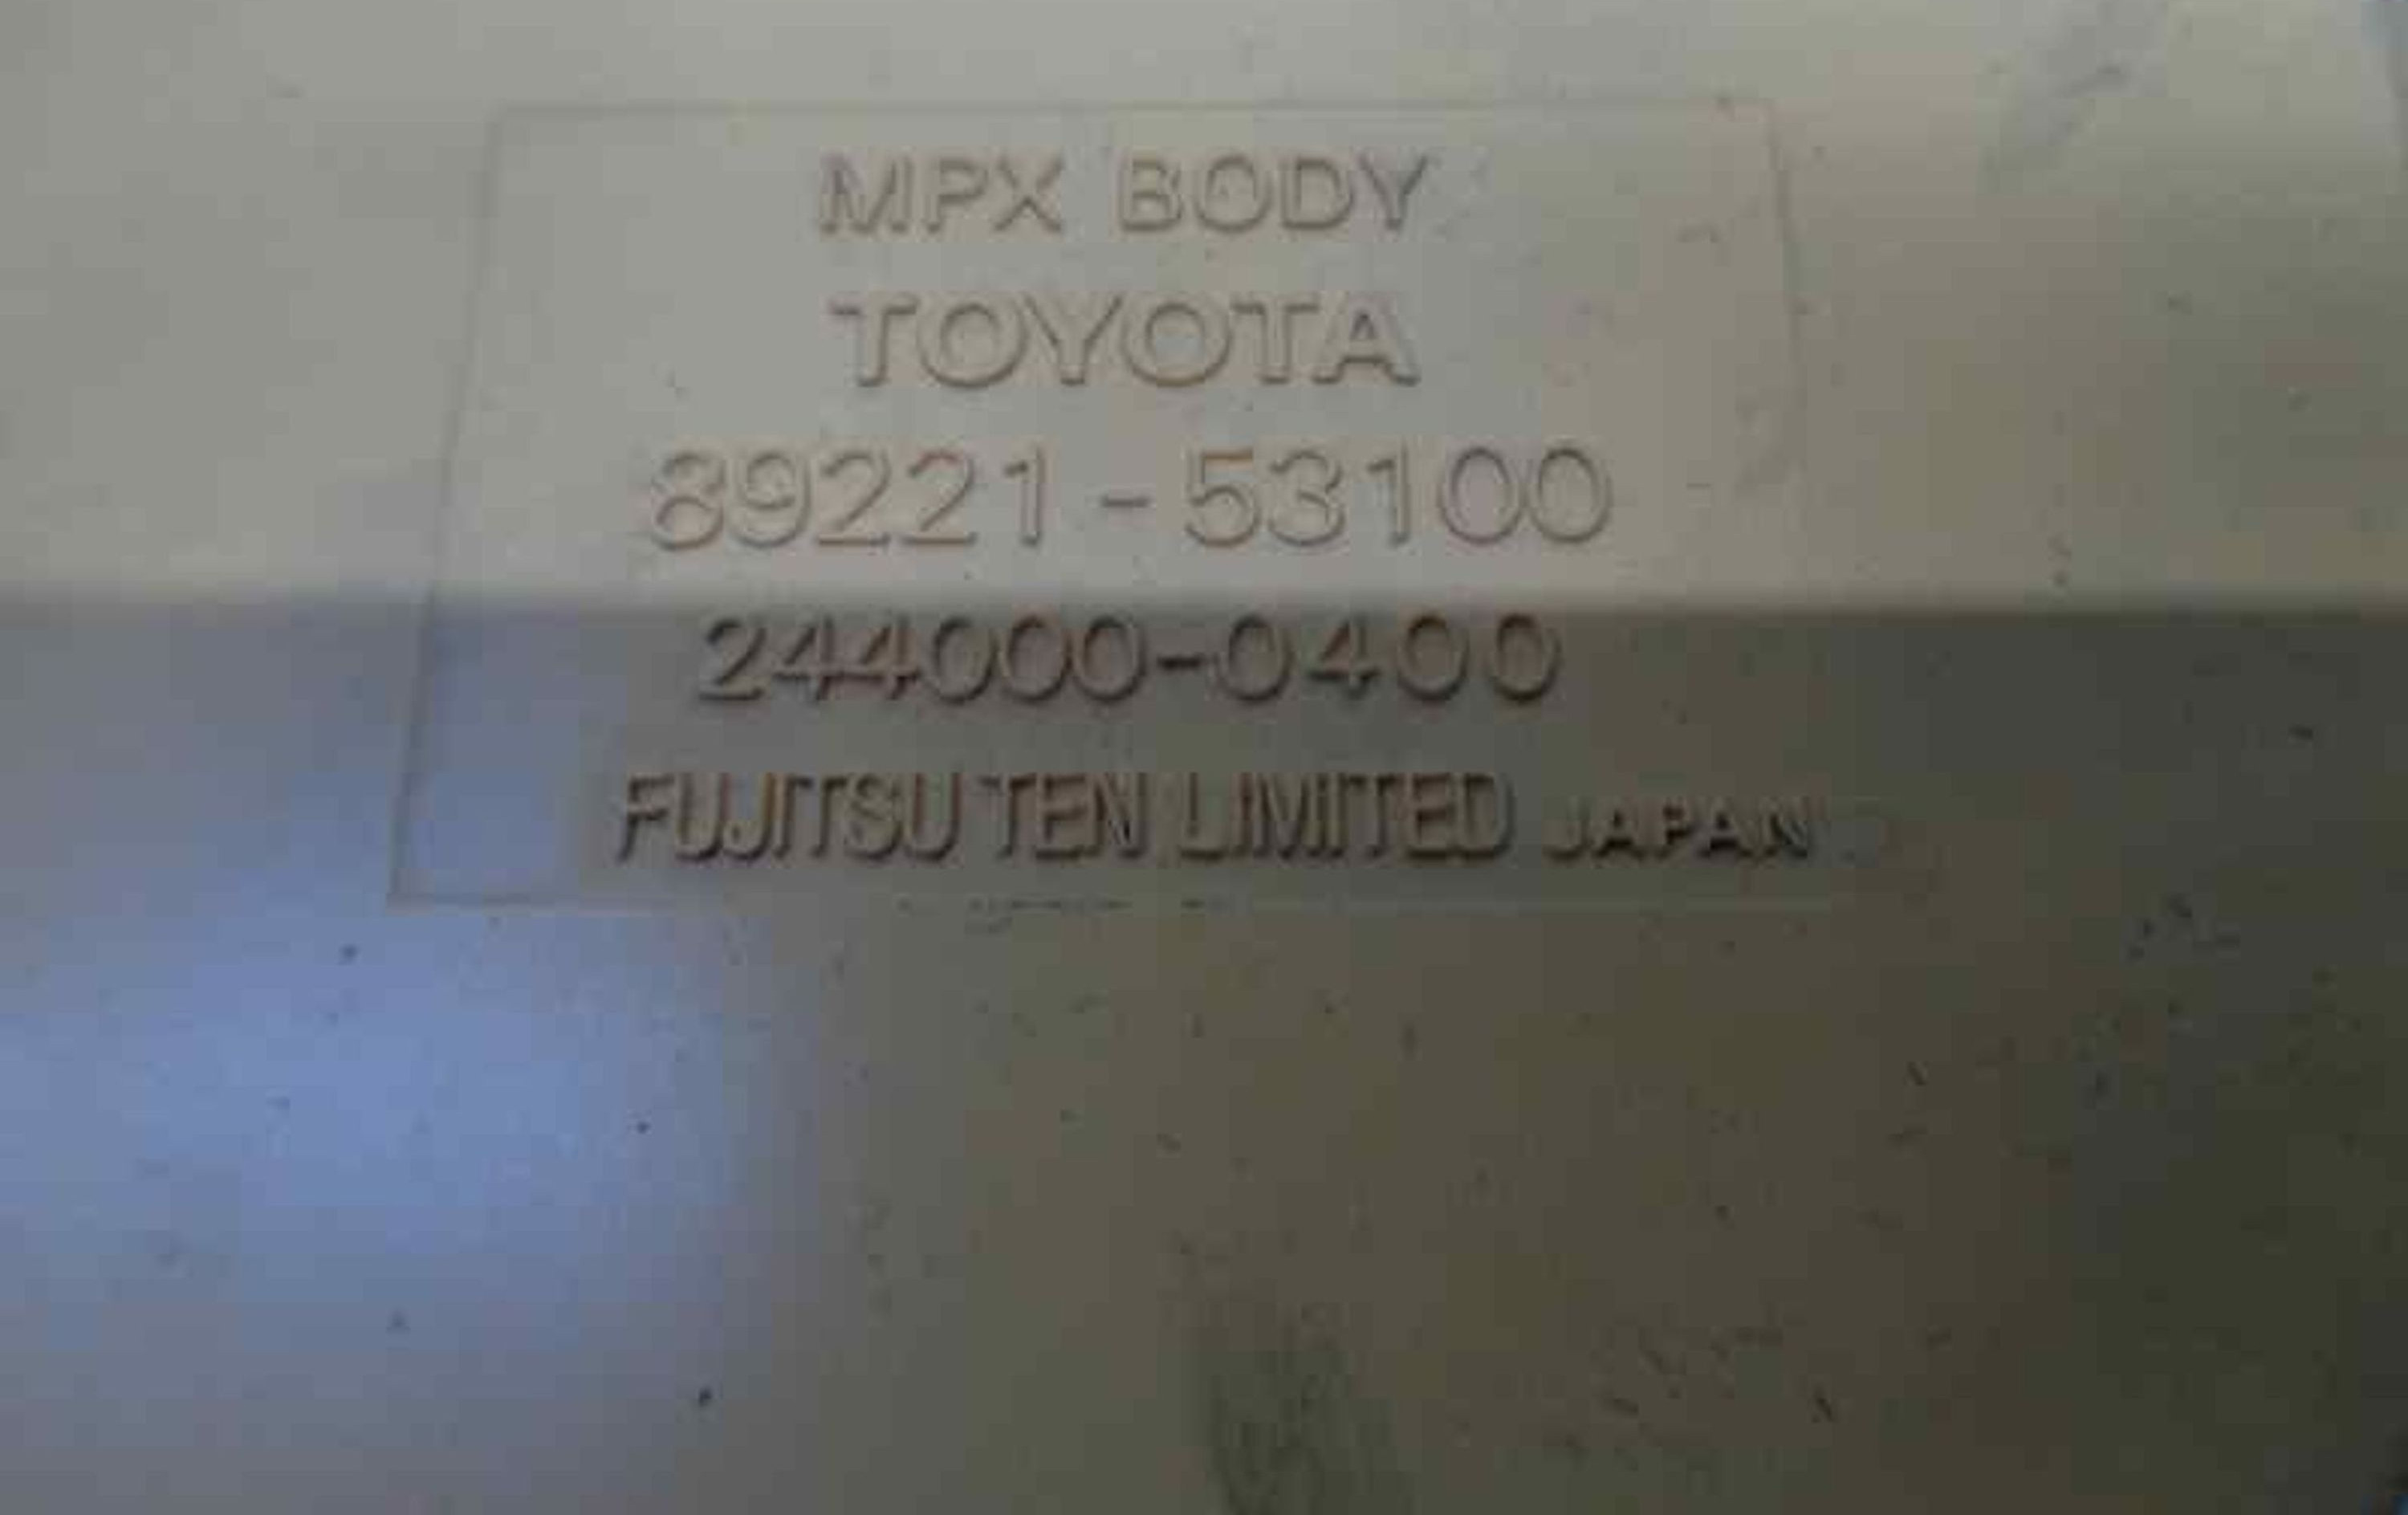 MPX BODY
TOYOTA
89221-53100
244000-0400
FUJITSU TEN LIMITED JAPAN